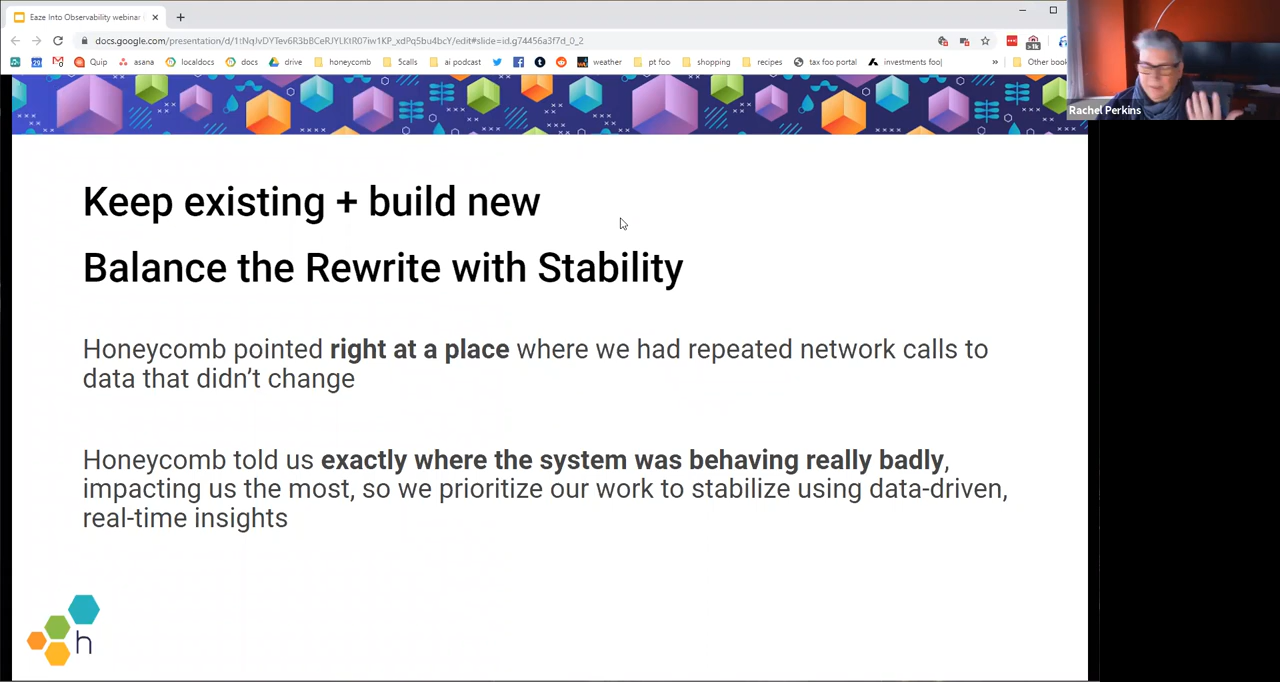 Eaze Into Observability webinar
docs.google.com/presentation/d/1tNqJvDYTev6R3bBCeRJYLKtR07iw1KP_xdPq5bu4bcY/edit#slide=id.g74456a3f7d_0_2
Quip asana localdocs docs drive honeycomb 5calls ai podcast weather pt foo shopping recipes tax foo portal investments foo| » Other book
Rachel Perkins
Keep existing + build new
Balance the Rewrite with Stability
Honeycomb pointed right at a place where we had repeated network calls to
data that didn’t change
Honeycomb told us exactly where the system was behaving really badly,
impacting us the most, so we prioritize our work to stabilize using data-driven,
real-time insights
h